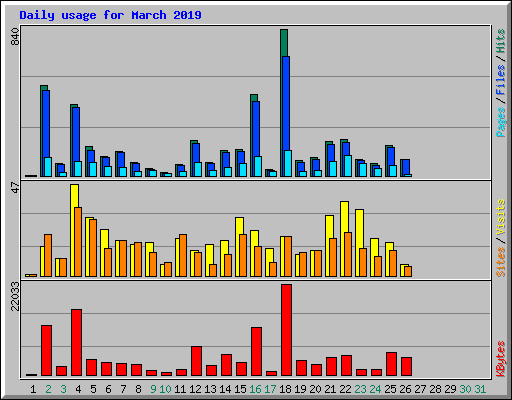 Daily usage for March 2019
840
Pages / Files / Hits
47
Sites / Visits
22033
KBytes
1 2 3 4 5 6 7 8 9 10 11 12 13 14 15 16 17 18 19 20 21 22 23 24 25 26 27 28 29 30 31